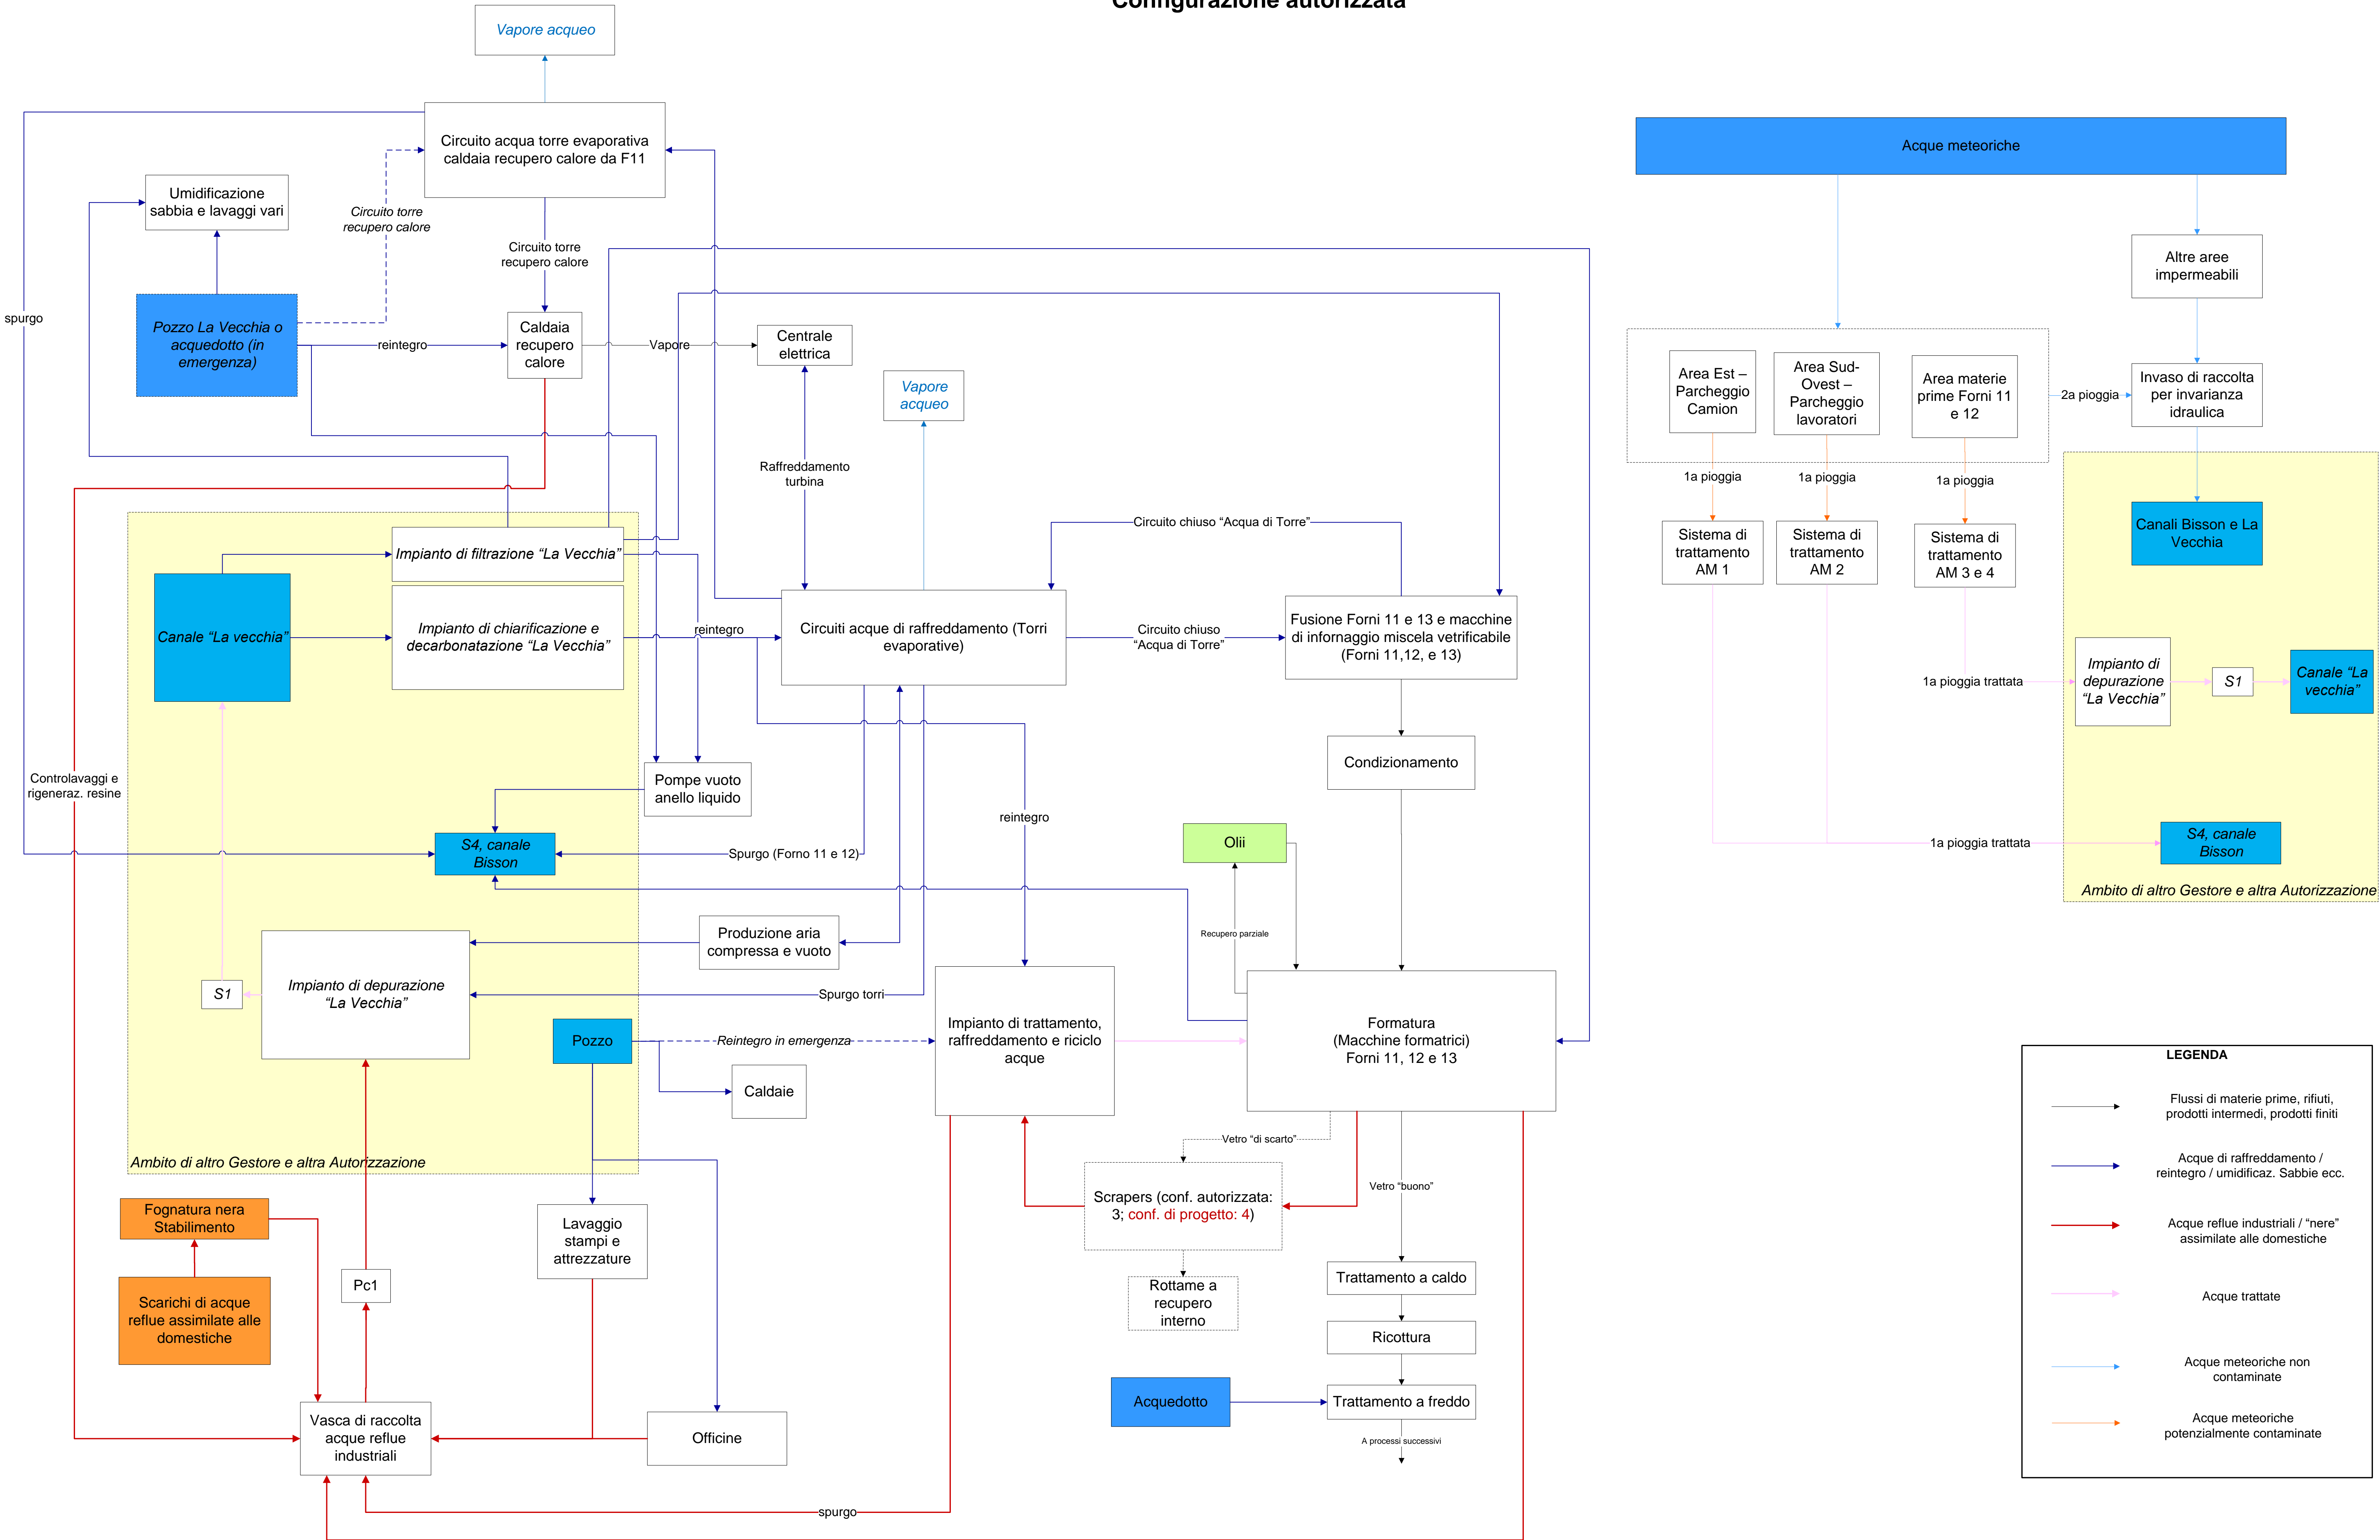 Configurazione autorizzata
Vapore acqueo
Circuito acqua torre evaporativa
caldaia recupero calore da F11
Umidificazione
sabbia e lavaggi vari
Circuito torre
recupero calore
Circuito torre
recupero calore
spurgo
Pozzo La Vecchia o
acquedotto (in
emergenza)
reintegro
Caldaia
recupero
calore
Vapore
Centrale
elettrica
Vapore
acqueo
Raffreddamento
turbina
Circuito chiuso “Acqua di Torre”
Impianto di filtrazione “La Vecchia”
Canale “La vecchia”
Impianto di chiarificazione e
decarbonatazione “La Vecchia”
reintegro
Circuiti acque di raffreddamento (Torri
evaporative)
Circuito chiuso
“Acqua di Torre”
Fusione Forni 11 e 13 e macchine
di infornaggio miscela vetrificabile
(Forni 11,12, e 13)
Controlavaggi e
rigeneraz. resine
Pompe vuoto
anello liquido
Condizionamento
reintegro
S4, canale
Bisson
Spurgo (Forno 11 e 12)
Olii
Recupero parziale
Produzione aria
compressa e vuoto
S1
Impianto di depurazione
“La Vecchia”
Spurgo torri
Pozzo
Reintegro in emergenza
Impianto di trattamento,
raffreddamento e riciclo
acque
Formatura
(Macchine formatrici)
Forni 11, 12 e 13
Caldaie
Ambito di altro Gestore e altra Autorizzazione
Vetro “di scarto”
Vetro “buono”
Scrapers (conf. autorizzata:
3; conf. di progetto: 4)
Fognatura nera
Stabilimento
Lavaggio
stampi e
attrezzature
Pc1
Scarichi di acque
reflue assimilate alle
domestiche
Rottame a
recupero
interno
Trattamento a caldo
Ricottura
Acquedotto
Trattamento a freddo
A processi successivi
Vasca di raccolta
acque reflue
industriali
Officine
spurgo
Acque meteoriche
Altre aree
impermeabili
Area Est –
Parcheggio
Camion
Area Sud-
Ovest –
Parcheggio
lavoratori
Area materie
prime Forni 11
e 12
2a pioggia
Invaso di raccolta
per invarianza
idraulica
1a pioggia
1a pioggia
1a pioggia
Sistema di
trattamento
AM 1
Sistema di
trattamento
AM 2
Sistema di
trattamento
AM 3 e 4
Canali Bisson e La
Vecchia
1a pioggia trattata
Impianto di
depurazione
“La Vecchia”
S1
Canale “La
vecchia”
1a pioggia trattata
S4, canale
Bisson
Ambito di altro Gestore e altra Autorizzazione
LEGENDA
Flussi di materie prime, rifiuti,
prodotti intermedi, prodotti finiti
Acque di raffreddamento /
reintegro / umidificaz. Sabbie ecc.
Acque reflue industriali / “nere”
assimilate alle domestiche
Acque trattate
Acque meteoriche non
contaminate
Acque meteoriche
potenzialmente contaminate